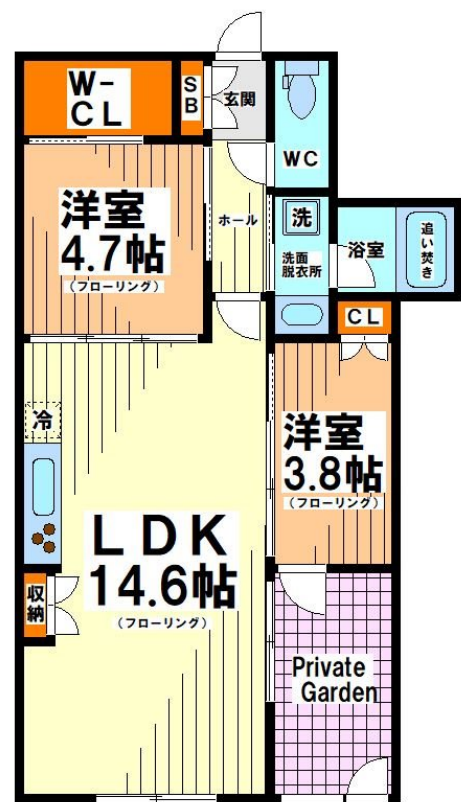 W-
CL
SB
玄関
WC
洋室
4.7帖
(フローリング)
ホール
洗
洗面
脱衣所
浴室
追い焚き
CL
冷
洋室
3.8帖
(フローリング)
LDK
14.6帖
(フローリング)
収納
Private
Garden